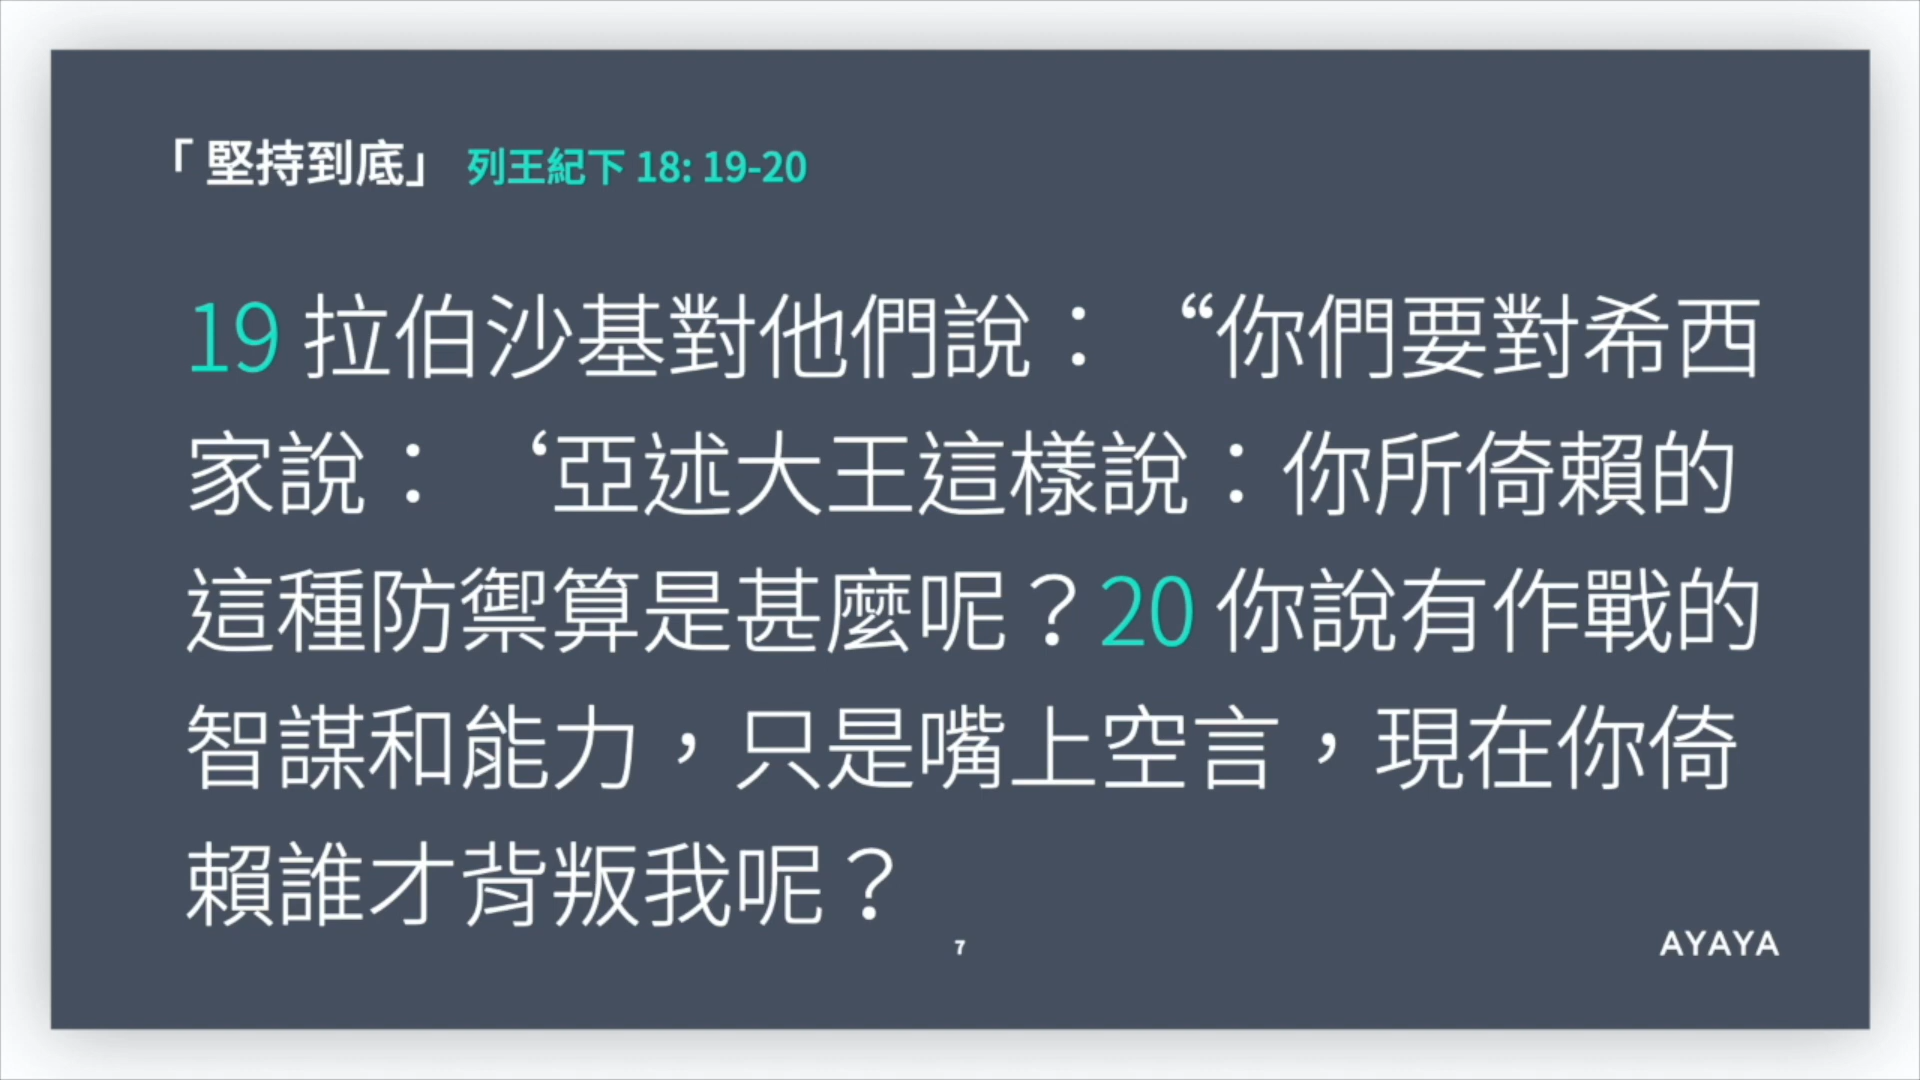 「堅持到底」 列王紀下 18: 19-20
19 拉伯沙基對他們說：“你們要對希西
家說：‘亞述大王這樣說：你所倚賴的
這種防禦算是甚麼呢？20 你說有作戰的
智謀和能力，只是嘴上空言，現在你倚
賴誰才背叛我呢？
7
AYAYA